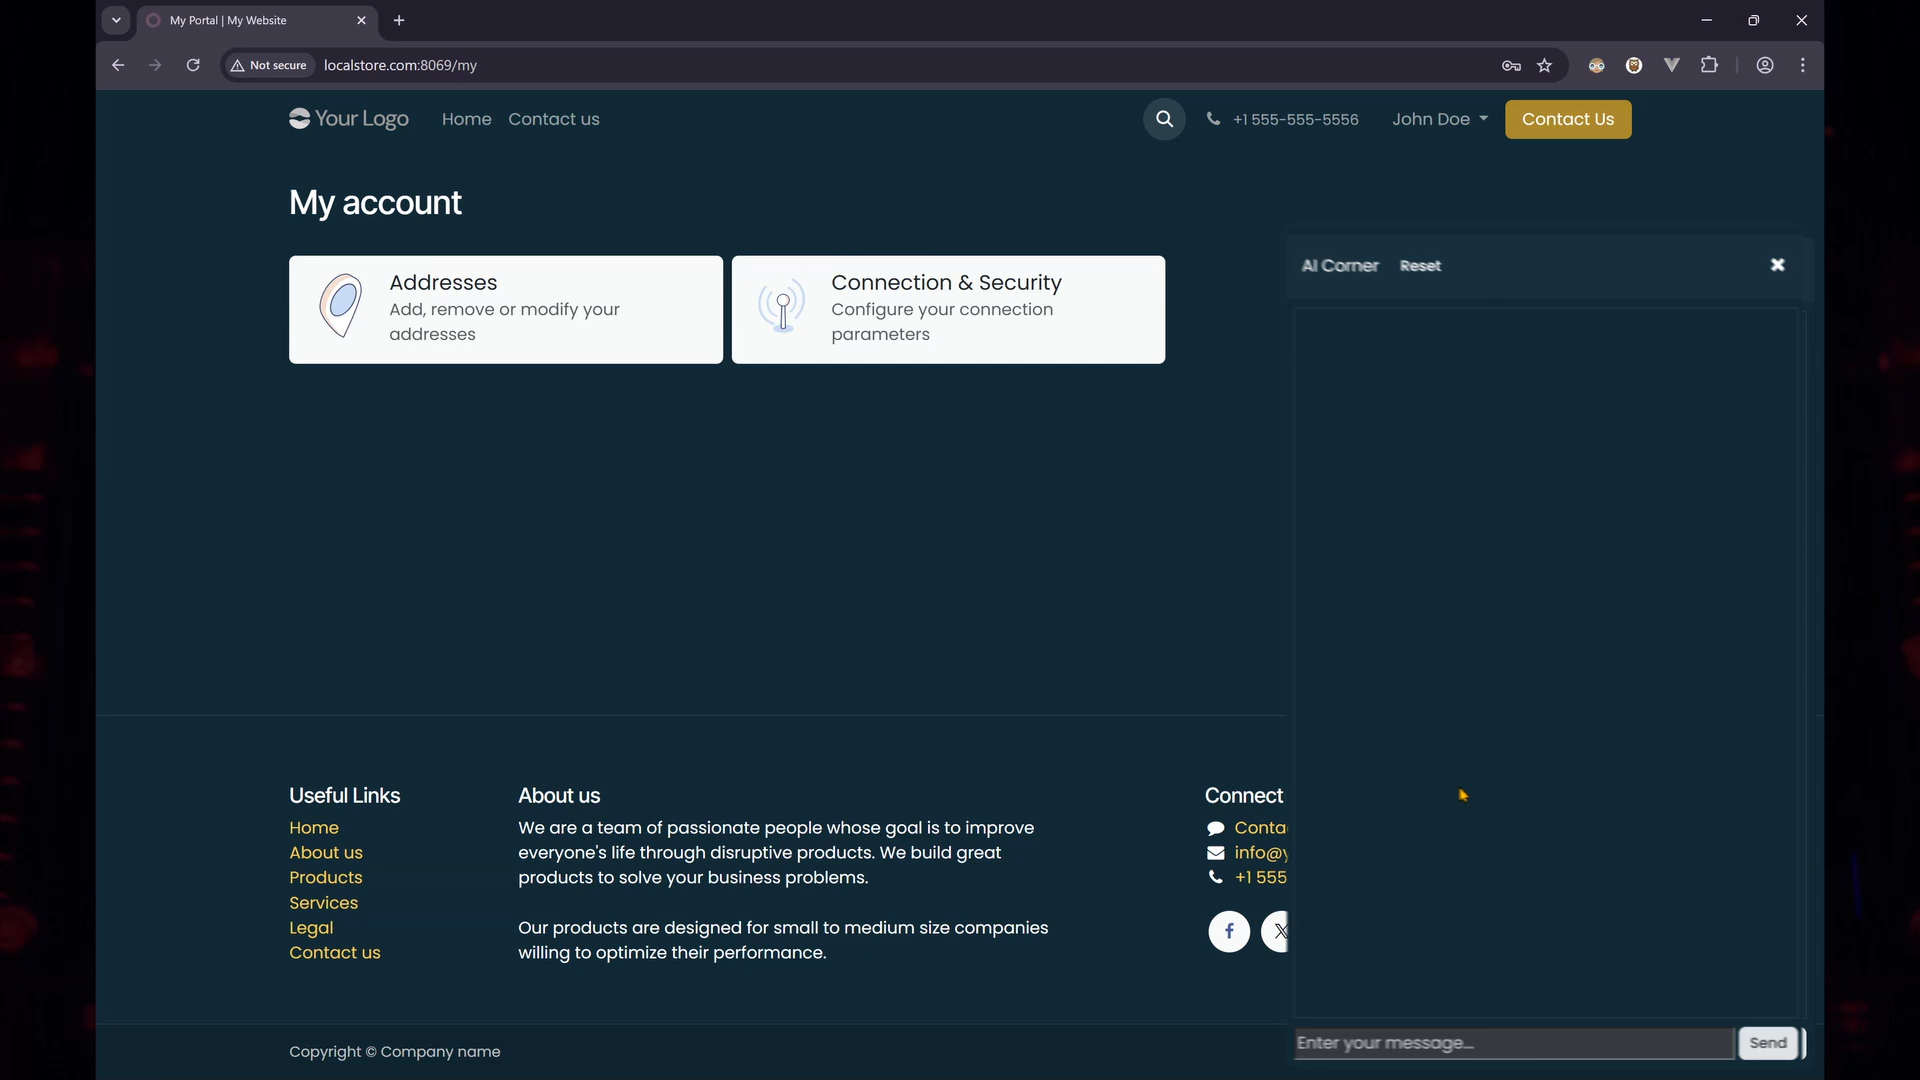 My Portal | My Website
Not secure
localstore.com:8069/my
Your Logo
Home
Contact us
+1 555-555-5556
John Doe
Contact Us
My account
Addresses
Add, remove or modify your
addresses
Connection & Security
Configure your connection
parameters
AI Corner
Reset
Useful Links
Home
About us
Products
Services
Legal
Contact us
About us
We are a team of passionate people whose goal is to improve
everyone's life through disruptive products. We build great
products to solve your business problems.
Our products are designed for small to medium size companies
willing to optimize their performance.
Connect
Conta
info@y
+1 555
Enter your message...
Send
Copyright © Company name